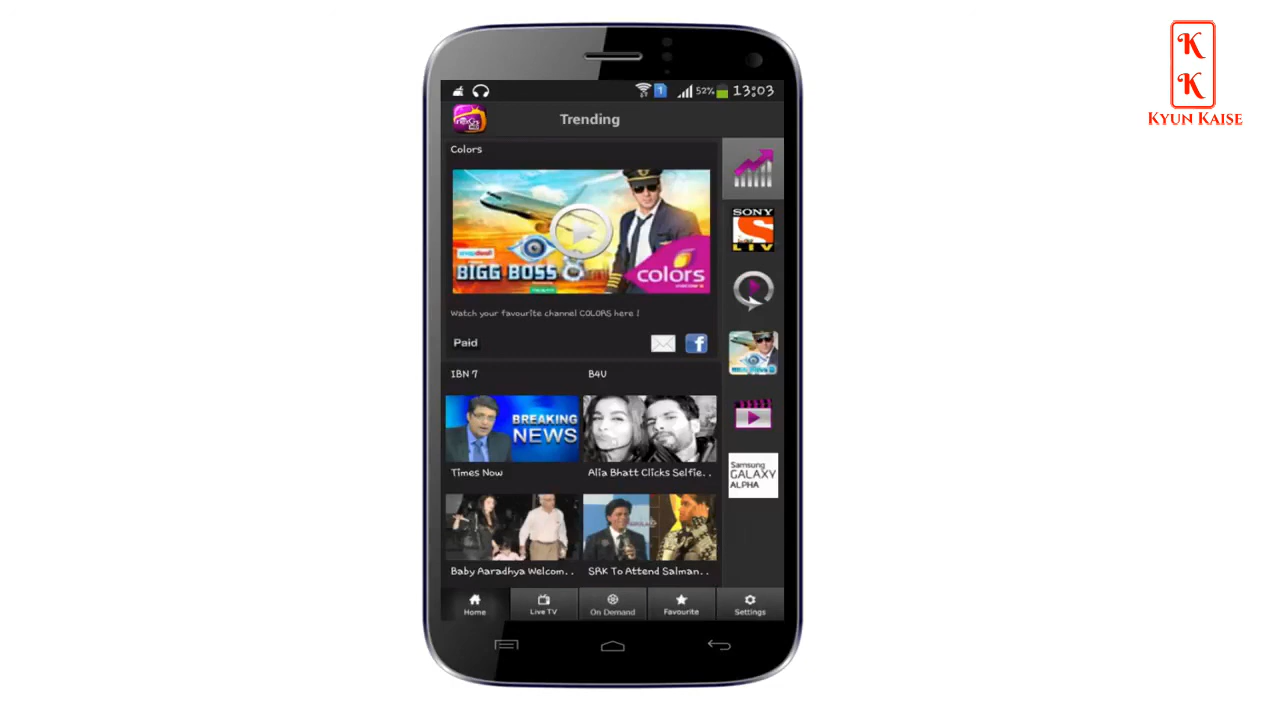 K
K
KYUN KAISE
1
52%
13:03
Trending
Colors
BIGG BOSS
colors
Watch your favourite channel COLORS here !
Paid
f
IBN 7
B4U
BREAKING
NEWS
Times Now
Alia Bhatt Clicks Selfie..
Baby Aaradhya Welcom..
SRK To Attend Salman..
SONY
LIV
Samsung
GALAXY
ALPHA
Home
Live TV
On Demand
Favourite
Settings